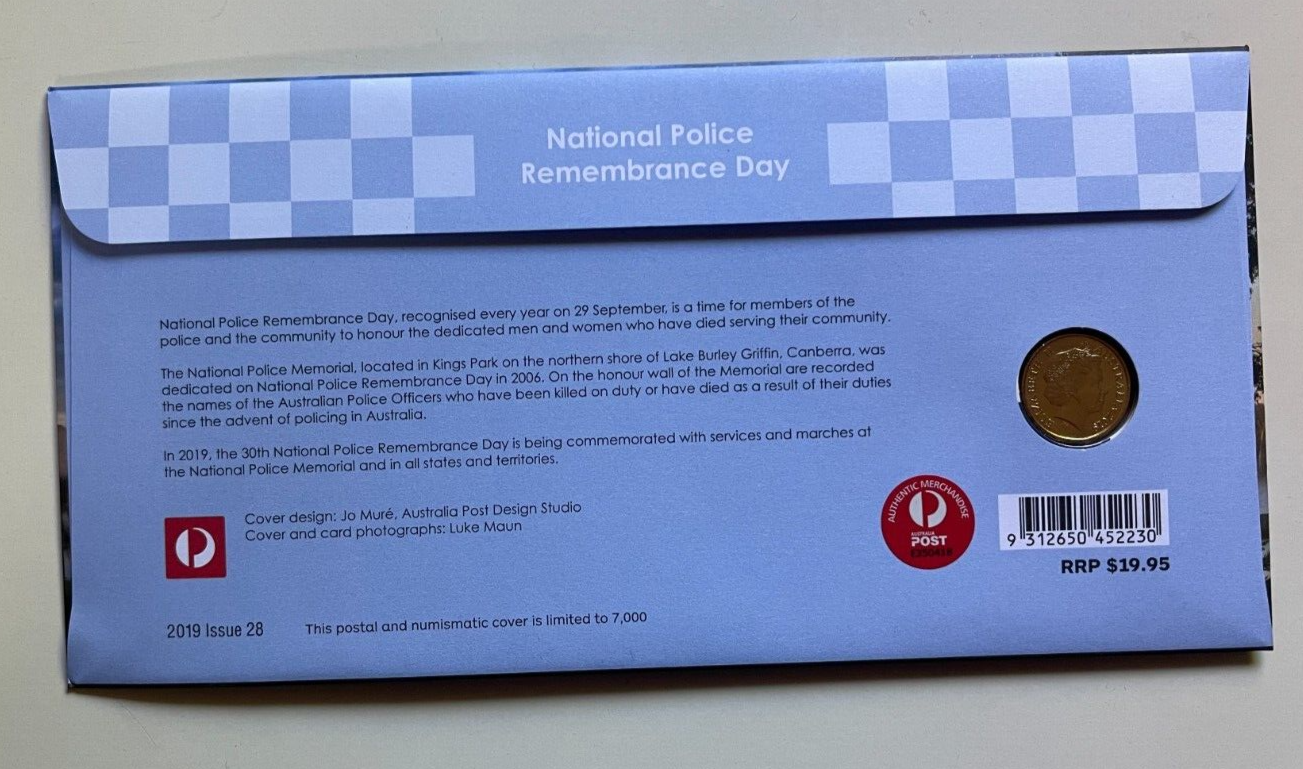 National Police
Remembrance Day
National Police Remembrance Day, recognised every year on 29 September, is a time for members of the
police and the community to honour the dedicated men and women who have died serving their community.
The National Police Memorial, located in Kings Park on the northern shore of Lake Burley Griffin, Canberra, was
dedicated on National Police Remembrance Day in 2006. On the honour wall of the Memorial are recorded
the names of the Australian Police Officers who have been killed on duty or have died as a result of their duties
since the advent of policing in Australia.
In 2019, the 30th National Police Remembrance Day is being commemorated with services and marches at
the National Police Memorial and in all states and territories.
Cover design: Jo Muré, Australia Post Design Studio
Cover and card photographs: Luke Maun
AUTHENTIC MERCHANDISE
AUSTRALIA
POST
9 312650 452230
RRP $19.95
2019 Issue 28
This postal and numismatic cover is limited to 7,000